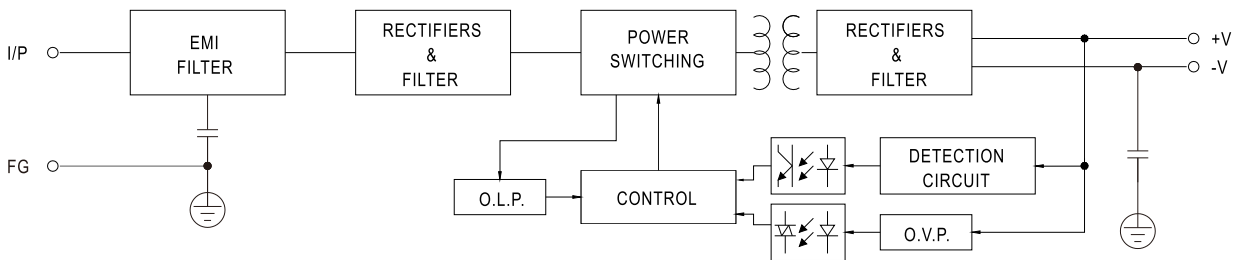 I/P
EMI
FILTER
RECTIFIERS
&
FILTER
POWER
SWITCHING
RECTIFIERS
&
FILTER
+V
-V
FG
O.L.P.
CONTROL
DETECTION
CIRCUIT
O.V.P.